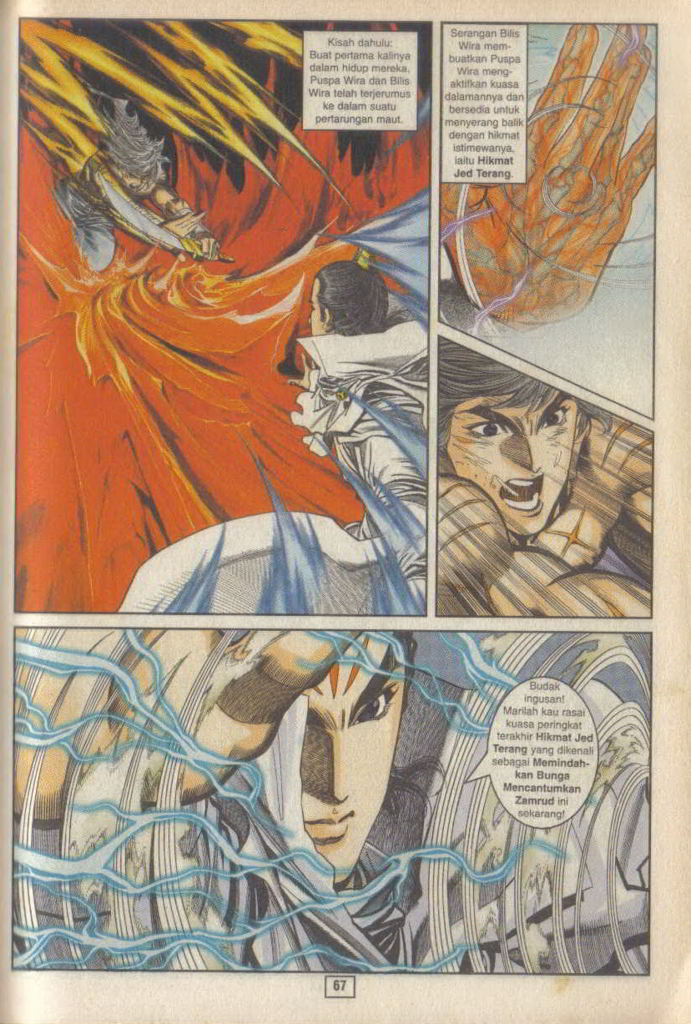 Kisah dahulu:
Buat pertama kalinya
dalam hidup mereka,
Puspa Wira dan Bilis
Wira telah terjerumus
ke dalam suatu
pertarungan maut.
Serangan Bilis
Wira mem-
buatkan Puspa
Wira meng-
aktifkan kuasa
dalamannya dan
bersedia untuk
menyerang balik
dengan hikmat
istimewanya,
iaitu Hikmat
Jed Terang.
Budak
ingusan!
Marilah kau rasai
kuasa peringkat
terakhir Hikmat Jed
Terang yang dikenali
sebagai Memindah-
kan Bunga
Mencantumkan
Zamrud ini
sekarang!
67